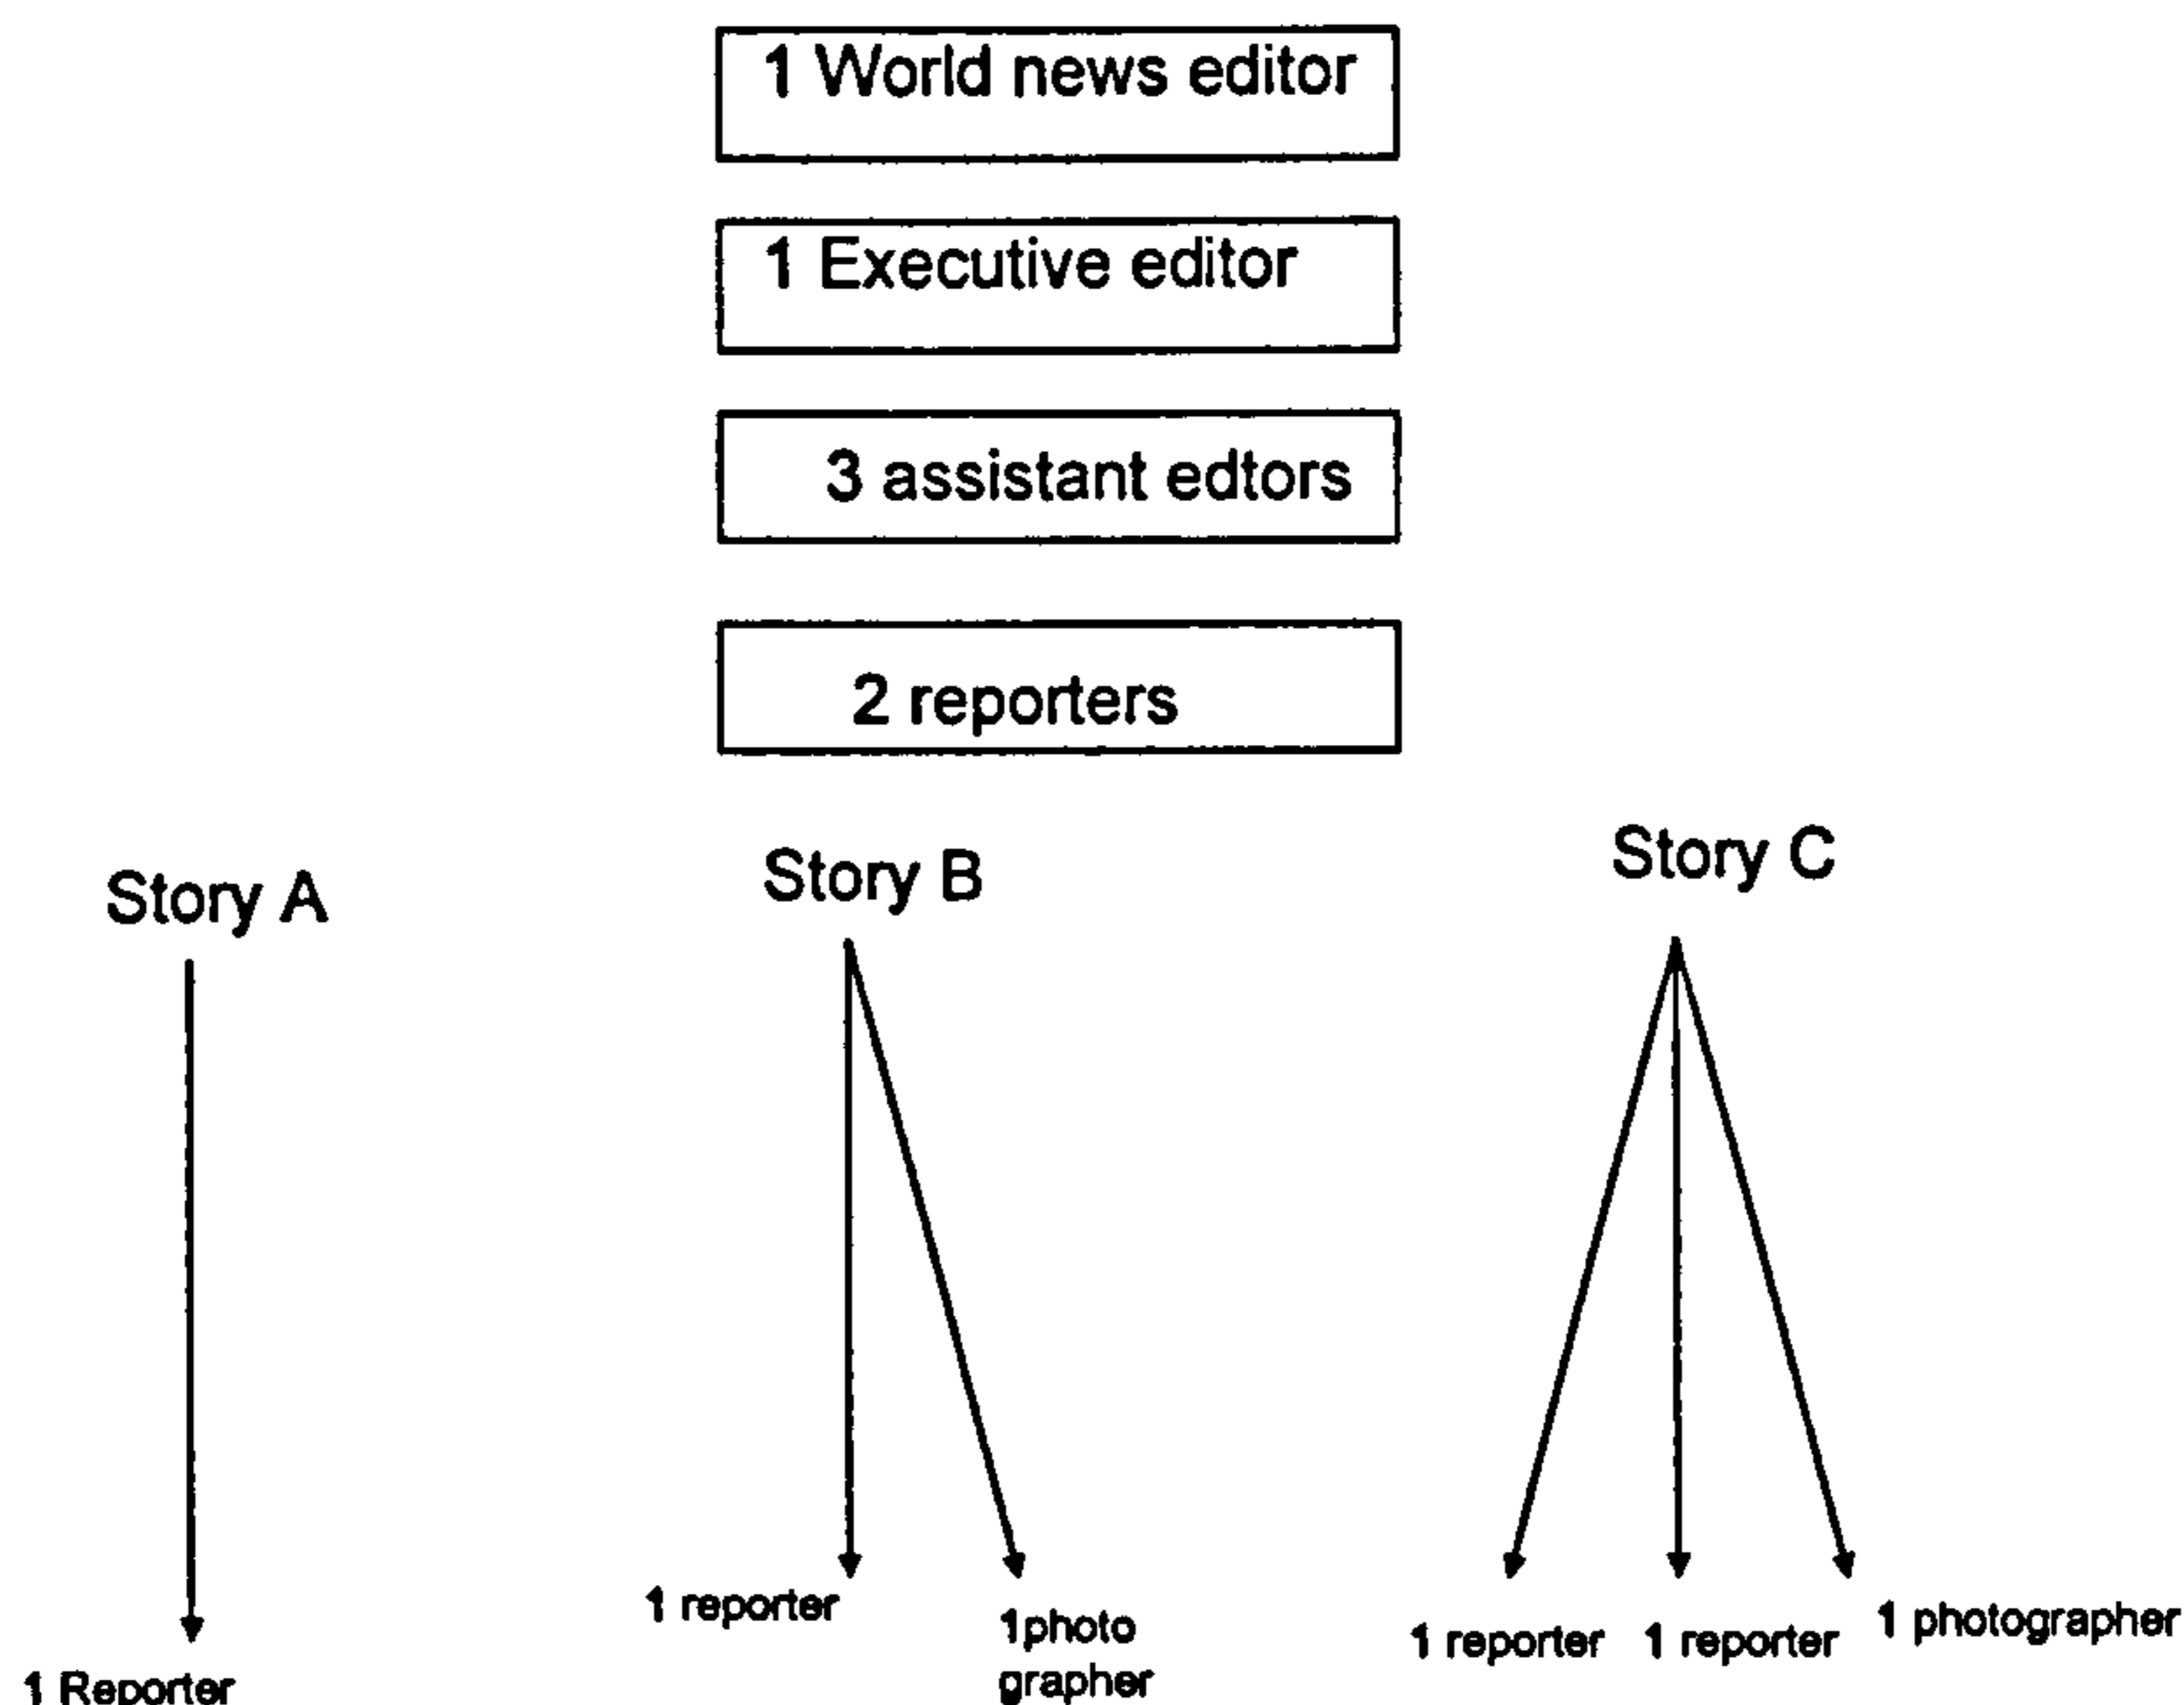 1 World news editor
1 Executive editor
3 assistant edtors
2 reporters
Story A
Story B
Story C
1 Reporter
1 reporter
1photo
grapher
1 reporter
1 reporter
1 photographer